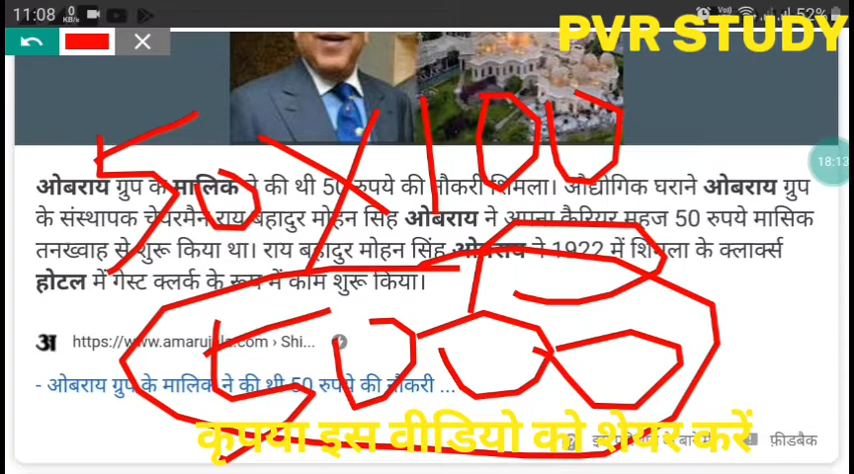 11:08 0 KB/s 52%
PVR STUDY
50 X 100
18:13
ओबराय ग्रुप के मालिक ने की थी 50 रुपये की नौकरी शिमला। औद्योगिक घराने ओबराय ग्रुप
के संस्थापक चेयरमैन राय बहादुर मोहन सिंह ओबराय ने अपना कैरियर महज 50 रुपये मासिक
तनख्वाह से शुरू किया था। राय बहादुर मोहन सिंह ओबराय ने 1922 में शिमला के क्लार्क्स
होटल में गेस्ट क्लर्क के रूप में काम शुरू किया।
5000
https://www.amarujala.com › Shi...
- ओबराय ग्रुप के मालिक ने की थी 50 रुपये की नौकरी ...
कृपया इस वीडियो को शेयर करें
फ़ीडबैक